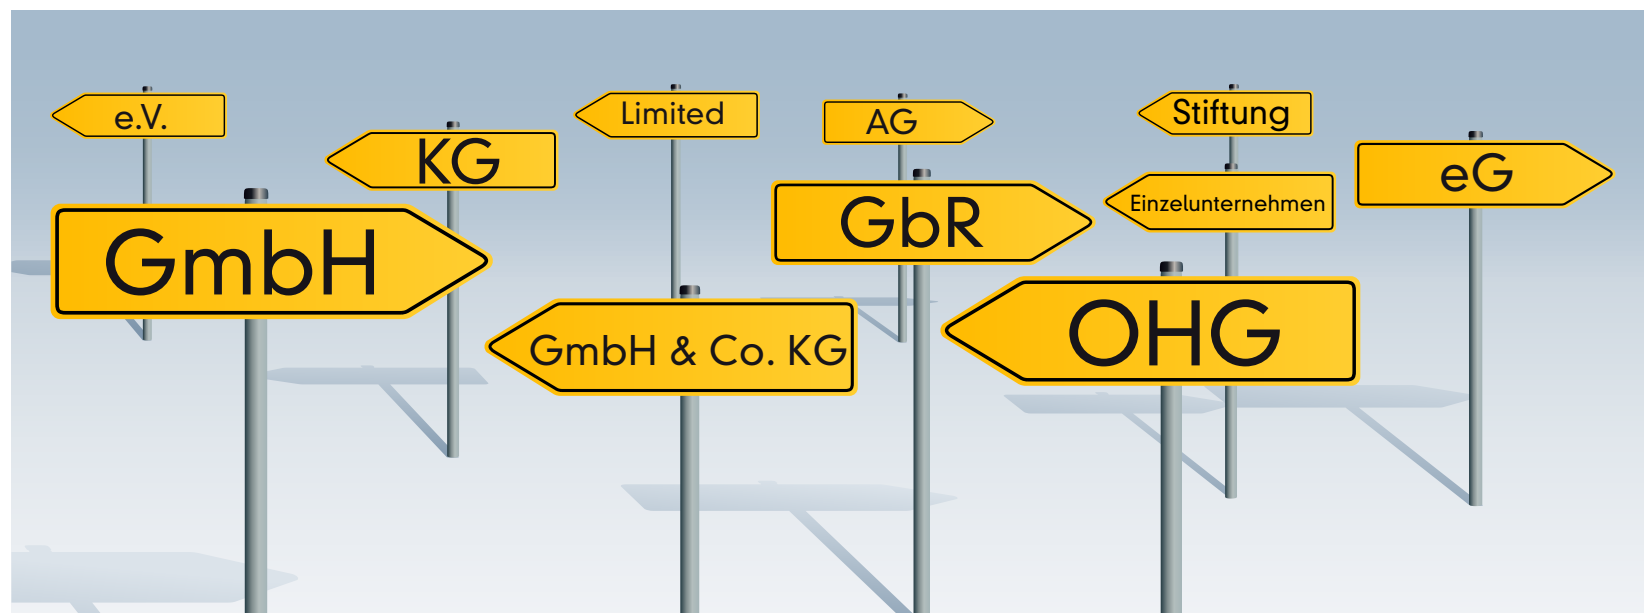 e.V.
Limited
AG
Stiftung
KG
eG
Einzelunternehmen
GbR
GmbH
OHG
GmbH & Co. KG